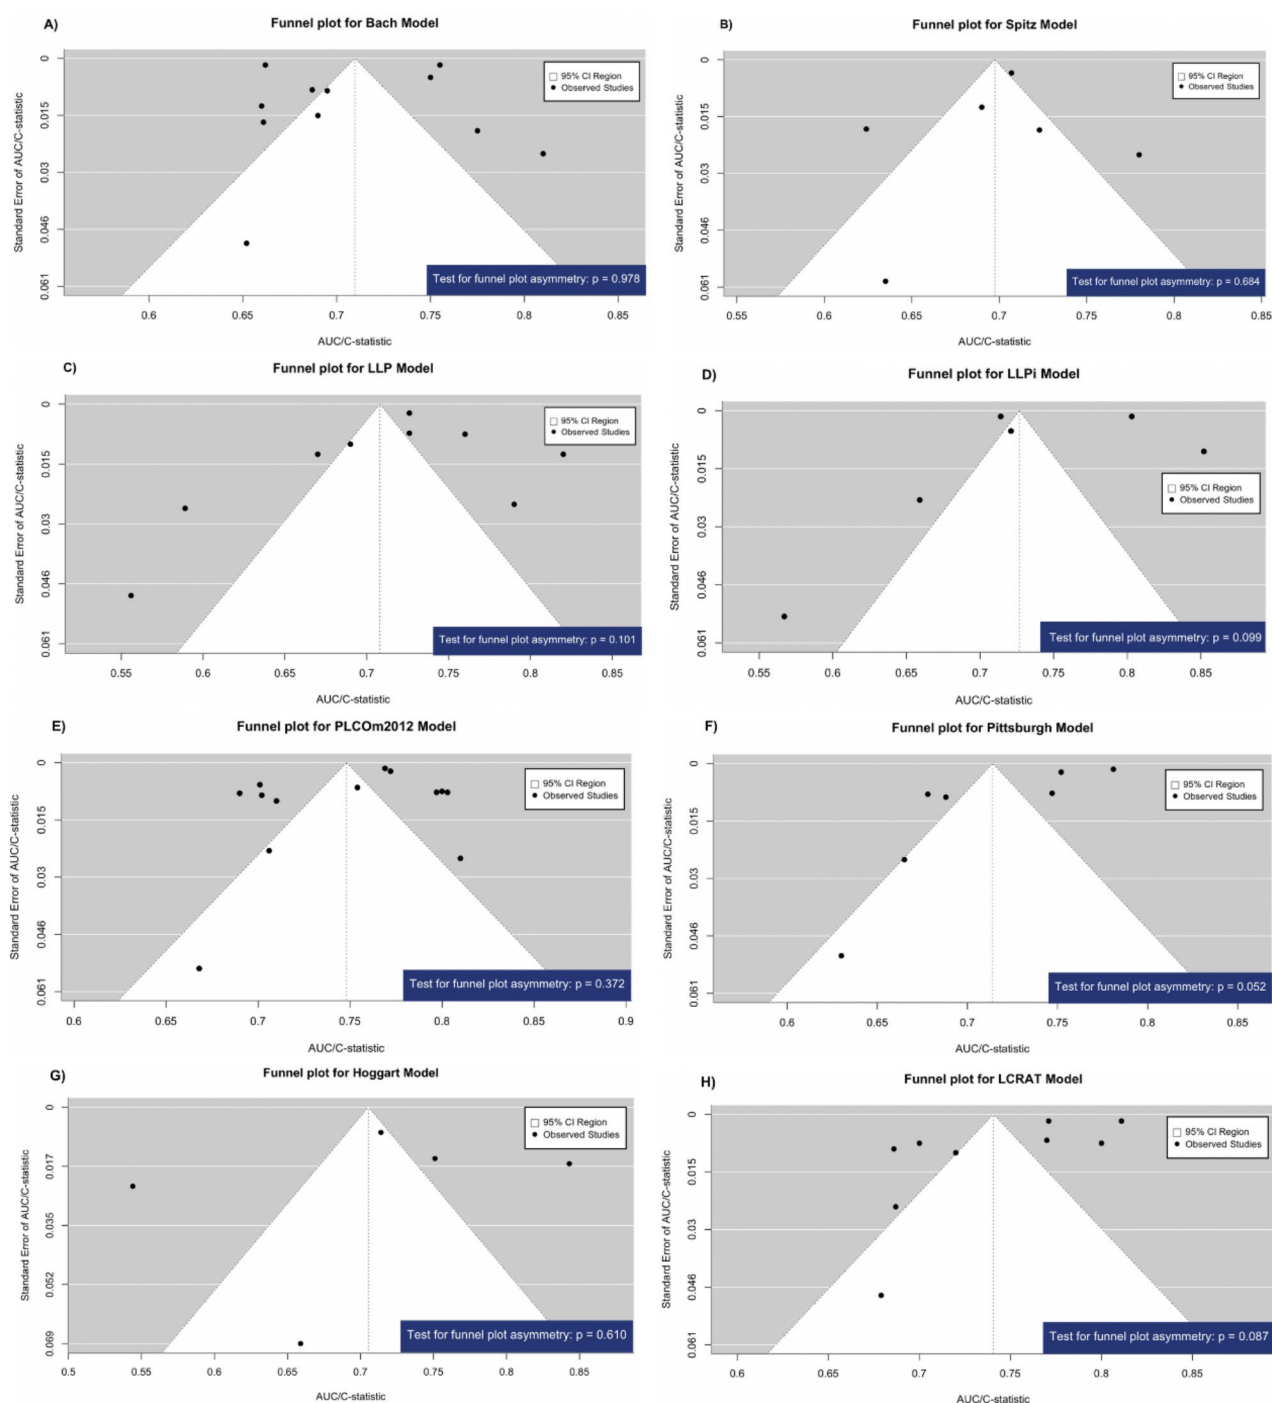 A)
Funnel plot for Bach Model
Standard Error of AUC/C-statistic
0
0.015
0.03
0.046
0.061
95% CI Region
Observed Studies
Test for funnel plot asymmetry: p = 0.978
0.6 0.65 0.7 0.75 0.8 0.85
AUC/C-statistic
B)
Funnel plot for Spitz Model
Standard Error of AUC/C-statistic
0
0.015
0.03
0.046
0.061
95% CI Region
Observed Studies
Test for funnel plot asymmetry: p = 0.684
0.55 0.6 0.65 0.7 0.75 0.8 0.85
AUC/C-statistic
C)
Funnel plot for LLP Model
Standard Error of AUC/C-statistic
0
0.015
0.03
0.046
0.061
95% CI Region
Observed Studies
Test for funnel plot asymmetry: p = 0.101
0.55 0.6 0.65 0.7 0.75 0.8 0.85
AUC/C-statistic
D)
Funnel plot for LLPi Model
Standard Error of AUC/C-statistic
0
0.015
0.03
0.046
0.061
95% CI Region
Observed Studies
Test for funnel plot asymmetry: p = 0.099
0.55 0.6 0.65 0.7 0.75 0.8 0.85
AUC/C-statistic
E)
Funnel plot for PLCOm2012 Model
Standard Error of AUC/C-statistic
0
0.015
0.03
0.046
0.061
95% CI Region
Observed Studies
Test for funnel plot asymmetry: p = 0.372
0.6 0.65 0.7 0.75 0.8 0.85 0.9
AUC/C-statistic
F)
Funnel plot for Pittsburgh Model
Standard Error of AUC/C-statistic
0
0.015
0.03
0.046
0.061
95% CI Region
Observed Studies
Test for funnel plot asymmetry: p = 0.052
0.6 0.65 0.7 0.75 0.8 0.85
AUC/C-statistic
G)
Funnel plot for Hoggart Model
Standard Error of AUC/C-statistic
0
0.017
0.035
0.052
0.069
95% CI Region
Observed Studies
Test for funnel plot asymmetry: p = 0.610
0.5 0.55 0.6 0.65 0.7 0.75 0.8 0.85
AUC/C-statistic
H)
Funnel plot for LCRAT Model
Standard Error of AUC/C-statistic
0
0.015
0.03
0.046
0.061
95% CI Region
Observed Studies
Test for funnel plot asymmetry: p = 0.087
0.6 0.65 0.7 0.75 0.8 0.85
AUC/C-statistic